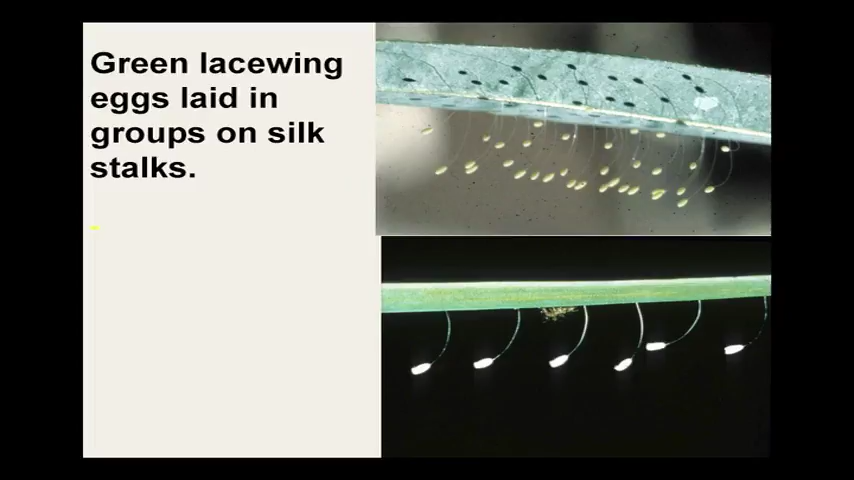 Green lacewing
eggs laid in
groups on silk
stalks.